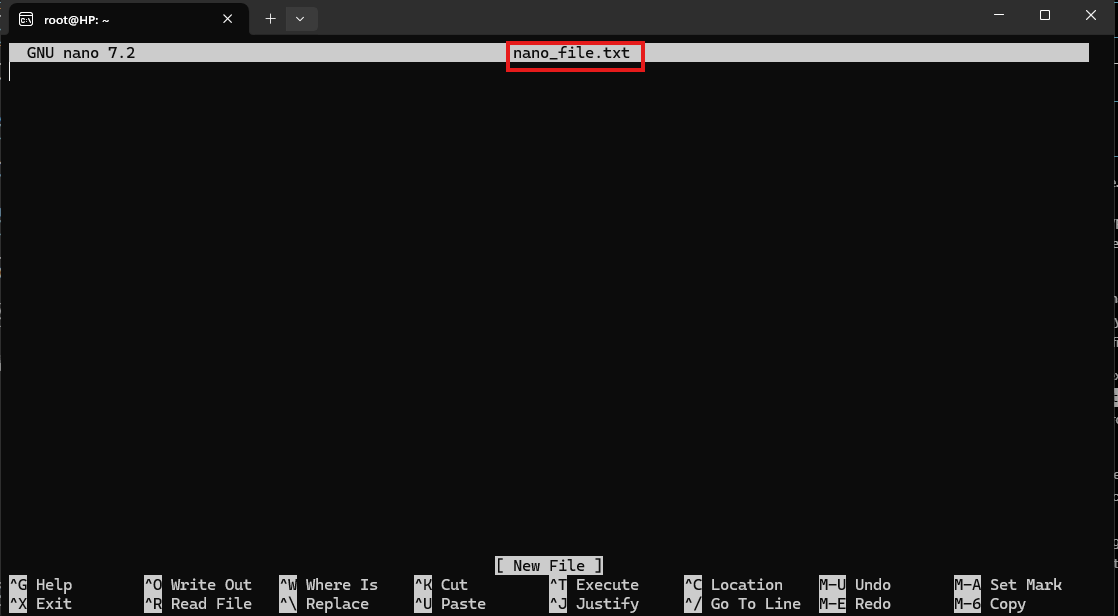 root@HP: ~
GNU nano 7.2 nano_file.txt
[ New File ]
^G Help ^O Write Out ^W Where Is ^K Cut ^T Execute ^C Location M-U Undo M-A Set Mark
^X Exit ^R Read File ^\ Replace ^U Paste ^J Justify ^/ Go To Line M-E Redo M-6 Copy